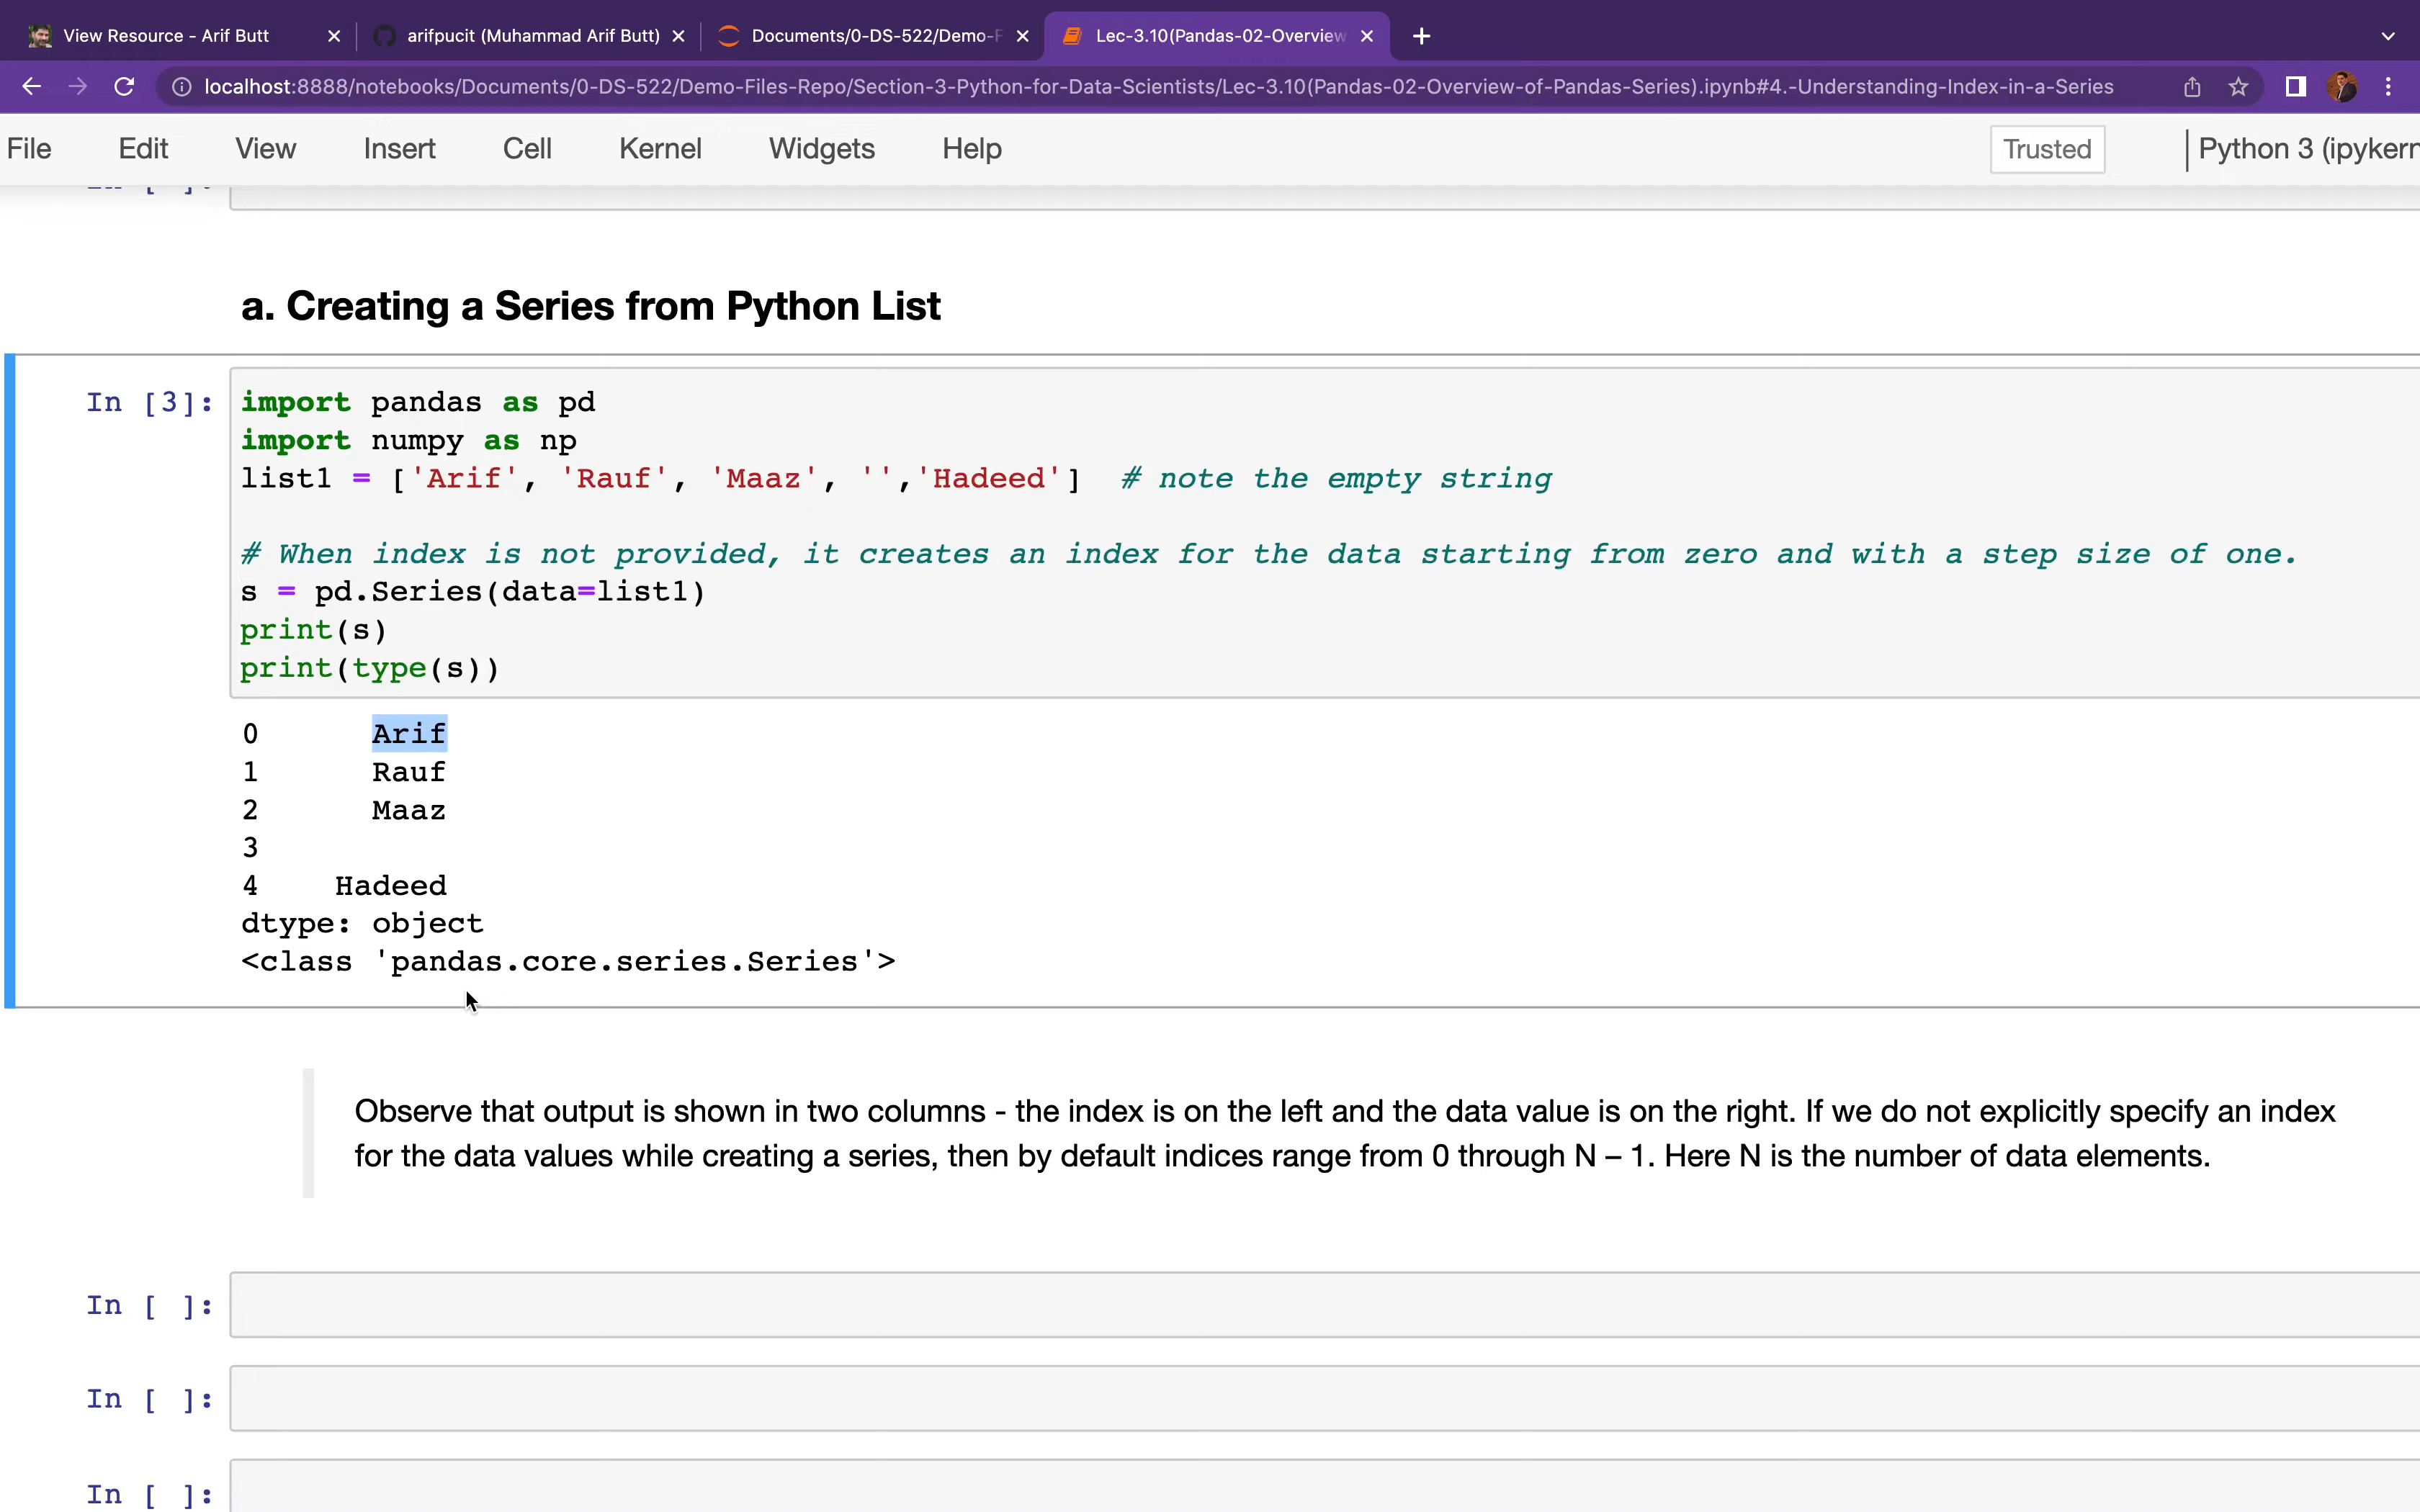 View Resource - Arif Butt
arifpucit (Muhammad Arif Butt)
Documents/0-DS-522/Demo-F
Lec-3.10(Pandas-02-Overview
localhost:8888/notebooks/Documents/0-DS-522/Demo-Files-Repo/Section-3-Python-for-Data-Scientists/Lec-3.10(Pandas-02-Overview-of-Pandas-Series).ipynb#4.-Understanding-Index-in-a-Series
File Edit View Insert Cell Kernel Widgets Help Trusted Python 3 (ipykern
In [ ]:
a. Creating a Series from Python List
In [3]: import pandas as pd
import numpy as np
list1 = ['Arif', 'Rauf', 'Maaz', '','Hadeed'] # note the empty string
# When index is not provided, it creates an index for the data starting from zero and with a step size of one.
s = pd.Series(data=list1)
print(s)
print(type(s))
0 Arif
1 Rauf
2 Maaz
3
4 Hadeed
dtype: object
<class 'pandas.core.series.Series'>
Observe that output is shown in two columns - the index is on the left and the data value is on the right. If we do not explicitly specify an index
for the data values while creating a series, then by default indices range from 0 through N – 1. Here N is the number of data elements.
In [ ]:
In [ ]:
In [ ]: